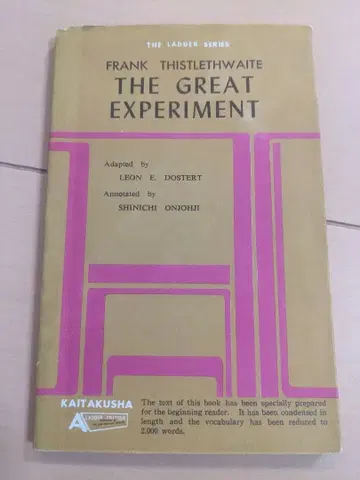 THE LADDER SERIES
FRANK THISTLETHWAITE
THE GREAT
EXPERIMENT
Adapted by
LEON E. DOSTERT
Annotated by
SHINICHI ONJOHJI
KAITAKUSHA
A LADDER EDITION
The text of this book has been specially prepared
for the beginning reader. It has been condensed in
length and the vocabulary has been reduced to
2,000 words.